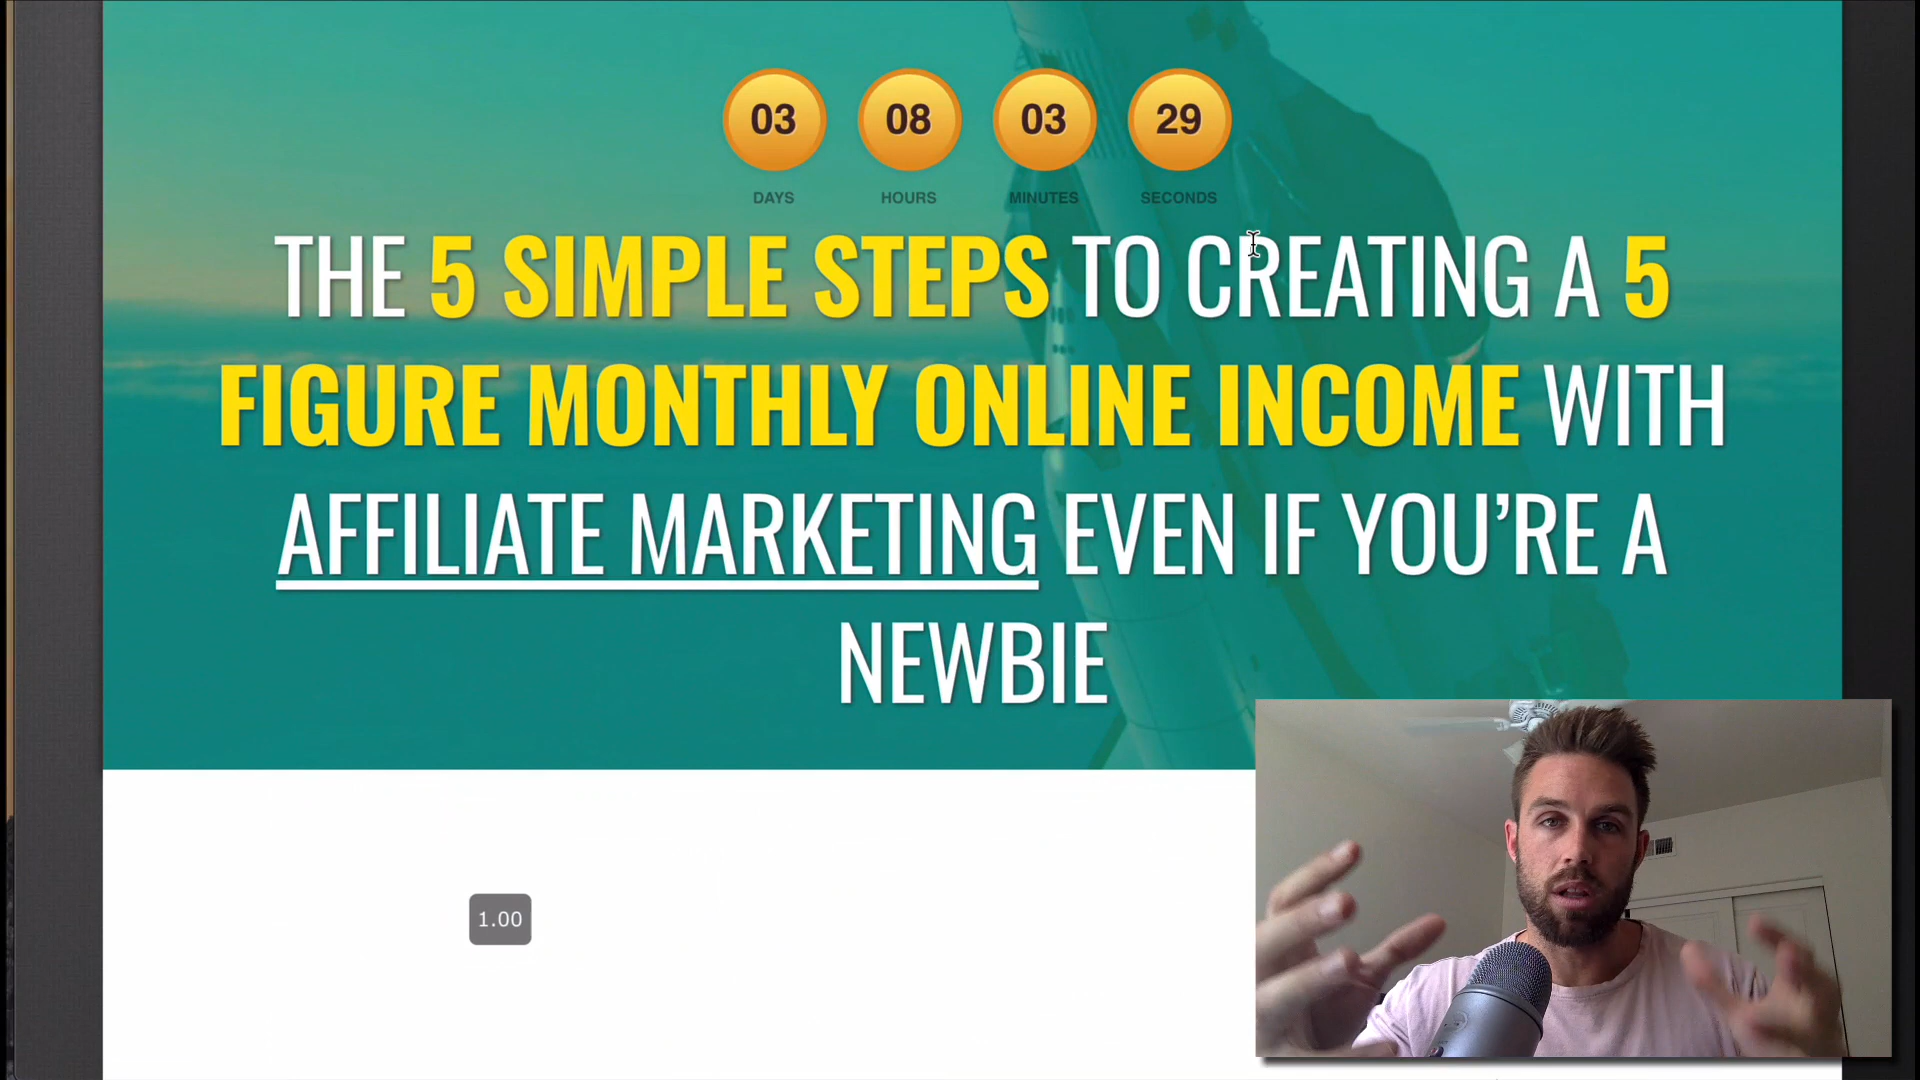 03 08 03 29
DAYS HOURS MINUTES SECONDS
THE 5 SIMPLE STEPS TO CREATING A 5
FIGURE MONTHLY ONLINE INCOME WITH
AFFILIATE MARKETING EVEN IF YOU'RE A
NEWBIE
1.00